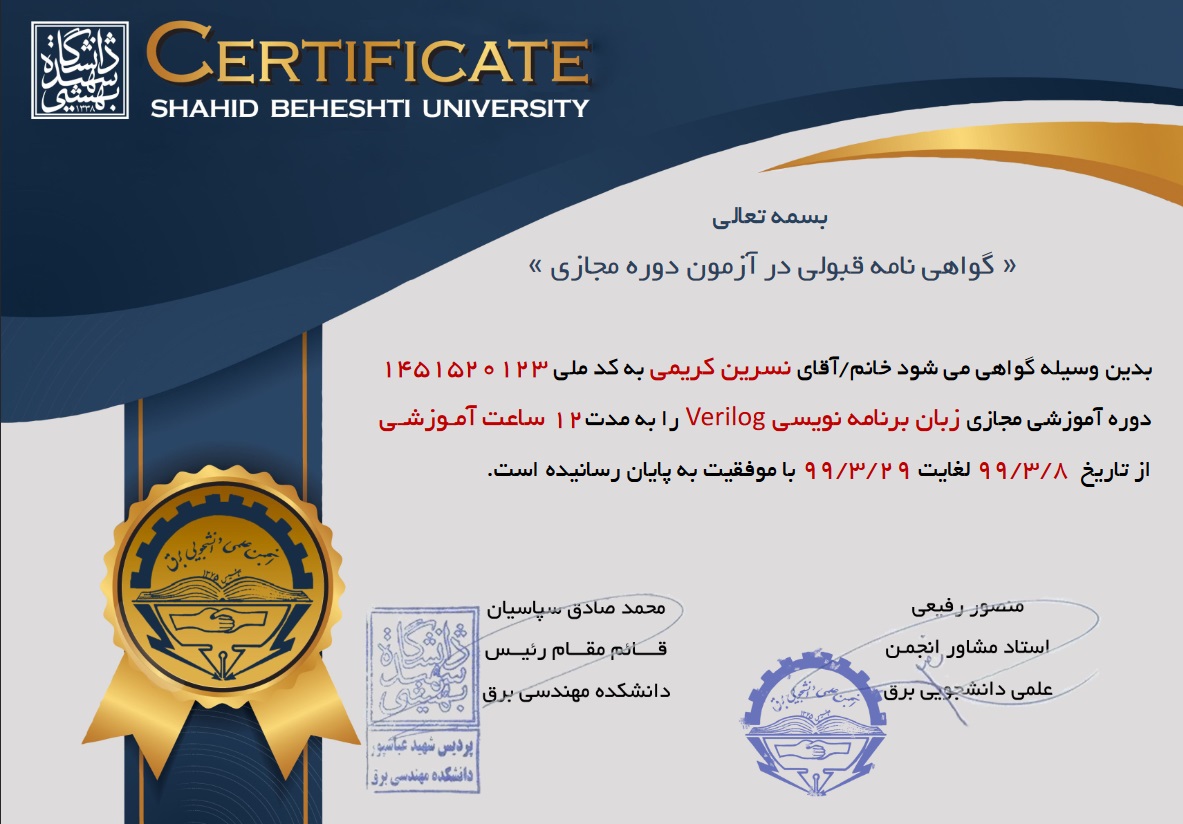 دانشگاه
شهید
بهشتی
۱۳۳۸
CERTIFICATE
SHAHID BEHESHTI UNIVERSITY
بسمه تعالی
« گواهی نامه قبولی در آزمون دوره مجازی »
بدین وسیله گواهی می شود خانم/آقای نسرین کریمی به کد ملی ۱۴۵۱۵۲۰۱۲۳
دوره آموزشی مجازی زبان برنامه نویسی Verilog را به مدت ۱۲ ساعت آموزشی
از تاریخ ۹۹/۳/۸ لغایت ۹۹/۳/۲۹ با موفقیت به پایان رسانیده است.
انجمن علمی دانشجویی برق
منصور رفیعی
استاد مشاور انجمن
علمی دانشجویی برق
انجمن علمی دانشجویی برق
محمد صادق سپاسیان
قائم مقام رئیس
دانشکده مهندسی برق
دانشگاه
شهید
بهشتی
پردیس شهید عباسپور
دانشکده مهندسی برق